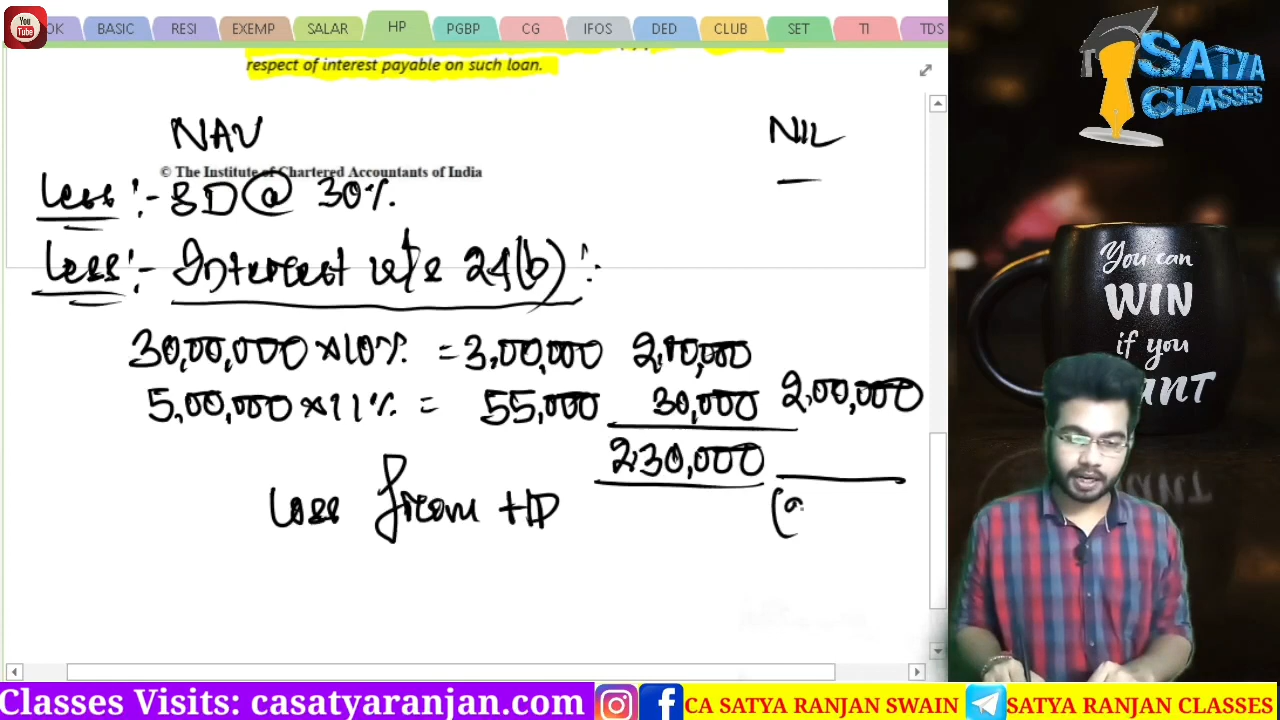 You Tube
OK BASIC RESI EXEMP SALAR HP PGBP CG IFOS DED CLUB SET TI TDS
respect of interest payable on such loan.
SATYA CLASSES
NAV NIL
© The Institute of Chartered Accountants of India
Less:- SD@ 30% —
Less:- Interest u/s 24(b):-
30,00,000 × 10% = 3,00,000 2,00,000
5,00,000 × 11% = 55,000 30,000 2,00,000
230,000
Loss from HP (2
You can
WIN
if you
Classes Visits: casatyaranjan.com CA SATYA RANJAN SWAIN SATYA RANJAN CLASSES